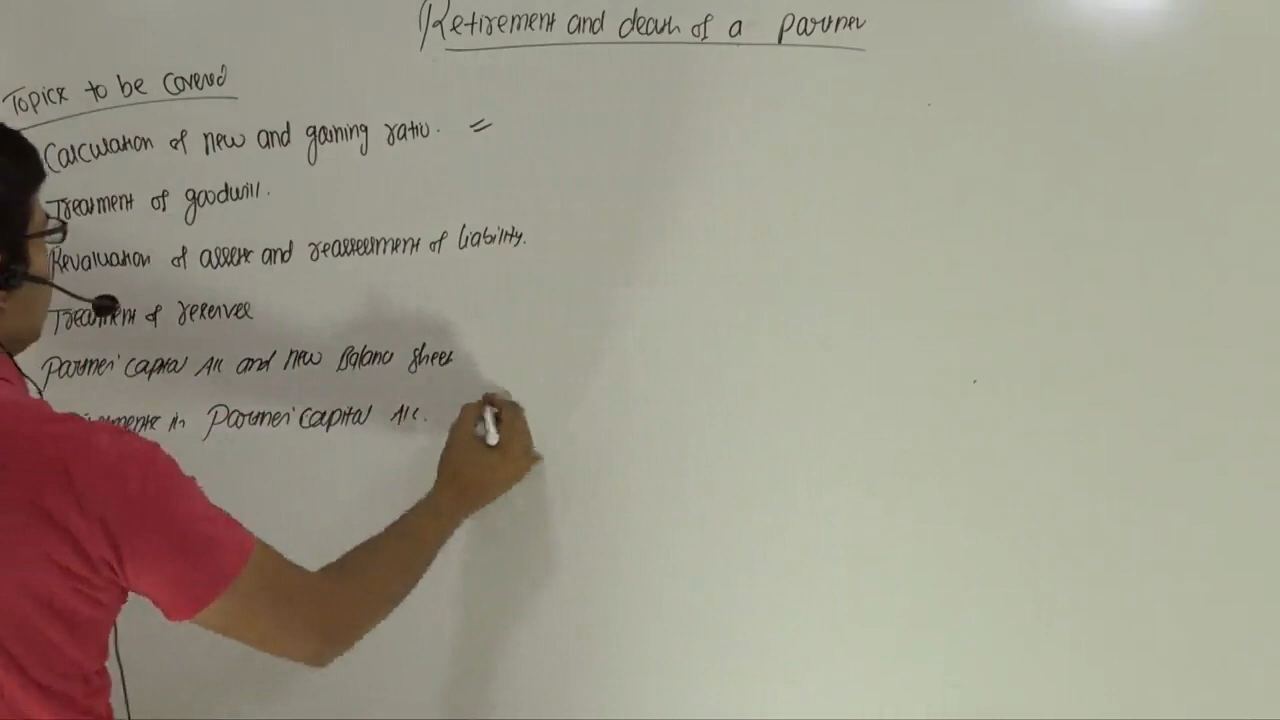 Retirement and death of a Partner
Topics to be Covered
Calculation of new and gaining ratio. =
Treatment of goodwill.
Revaluation of assets and reassessment of liability.
Treatment of reserves
Partner' capital A/c and new Balance sheet
in Partner' capital A/c.